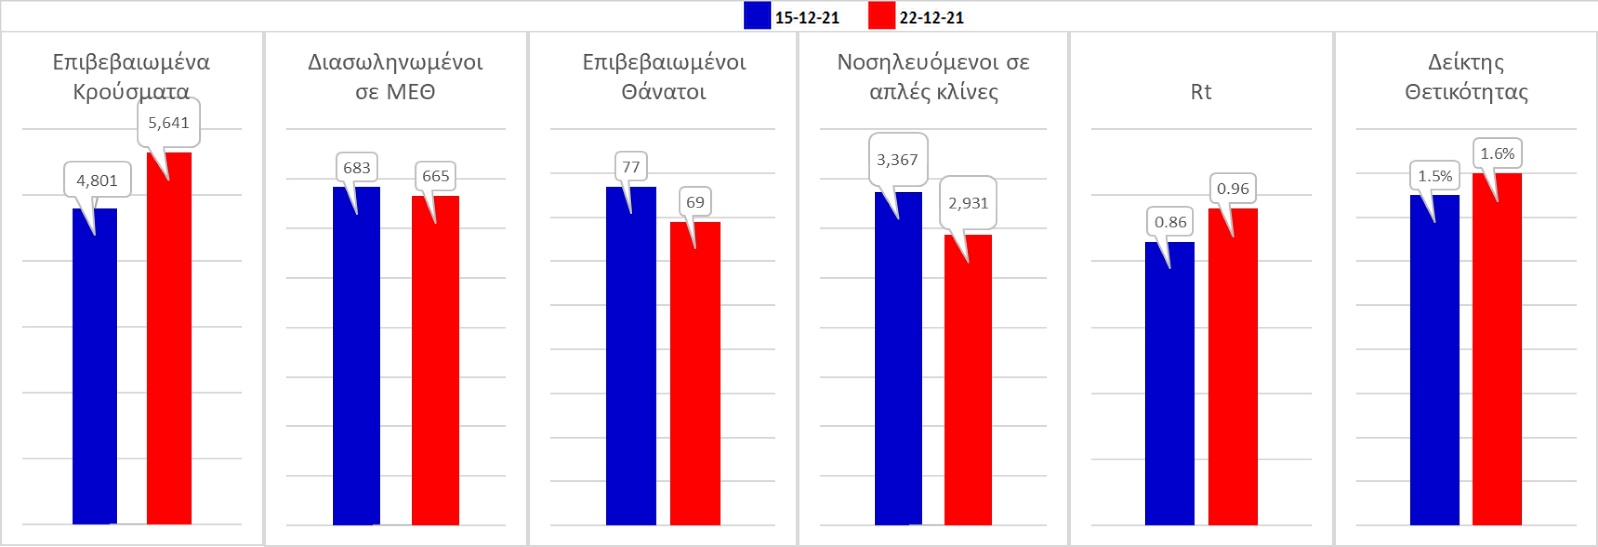 15-12-21 22-12-21
Επιβεβαιωμένα
Κρούσματα
4,801
5,641
Διασωληνωμένοι
σε ΜΕΘ
683
665
Επιβεβαιωμένοι
Θάνατοι
77
69
Νοσηλευόμενοι σε
απλές κλίνες
3,367
2,931
Rt
0.86
0.96
Δείκτης
Θετικότητας
1.5%
1.6%